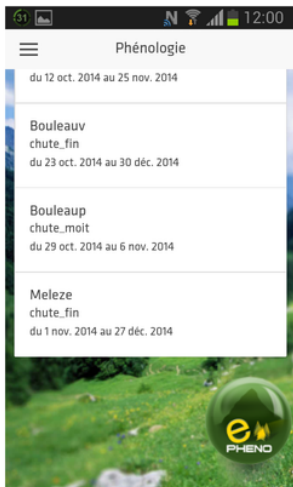 31
N
12:00
Phénologie
du 12 oct. 2014 au 25 nov. 2014
Bouleauv
chute_fin
du 23 oct. 2014 au 30 déc. 2014
Bouleaup
chute_moit
du 29 oct. 2014 au 6 nov. 2014
Meleze
chute_fin
du 1 nov. 2014 au 27 déc. 2014
e
PHENO